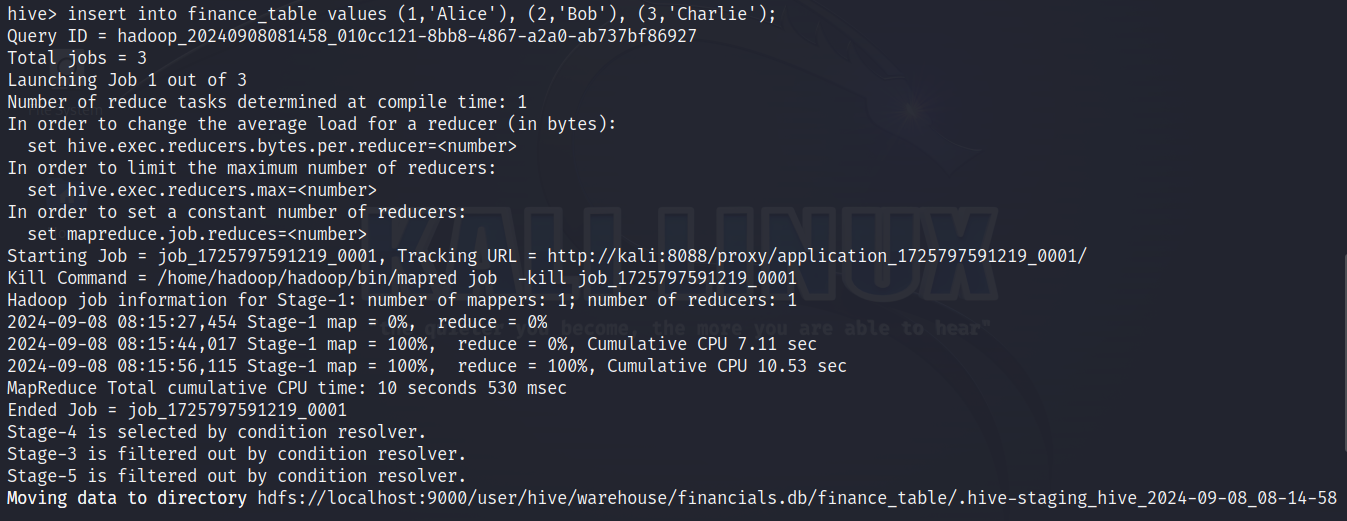 hive> insert into finance_table values (1,'Alice'), (2,'Bob'), (3,'Charlie');
Query ID = hadoop_20240908081458_010cc121-8bb8-4867-a2a0-ab737bf86927
Total jobs = 3
Launching Job 1 out of 3
Number of reduce tasks determined at compile time: 1
In order to change the average load for a reducer (in bytes):
  set hive.exec.reducers.bytes.per.reducer=<number>
In order to limit the maximum number of reducers:
  set hive.exec.reducers.max=<number>
In order to set a constant number of reducers:
  set mapreduce.job.reduces=<number>
Starting Job = job_1725797591219_0001, Tracking URL = http://kali:8088/proxy/application_1725797591219_0001/
Kill Command = /home/hadoop/hadoop/bin/mapred job  -kill job_1725797591219_0001
Hadoop job information for Stage-1: number of mappers: 1; number of reducers: 1
2024-09-08 08:15:27,454 Stage-1 map = 0%,  reduce = 0%
2024-09-08 08:15:44,017 Stage-1 map = 100%,  reduce = 0%, Cumulative CPU 7.11 sec
2024-09-08 08:15:56,115 Stage-1 map = 100%,  reduce = 100%, Cumulative CPU 10.53 sec
MapReduce Total cumulative CPU time: 10 seconds 530 msec
Ended Job = job_1725797591219_0001
Stage-4 is selected by condition resolver.
Stage-3 is filtered out by condition resolver.
Stage-5 is filtered out by condition resolver.
Moving data to directory hdfs://localhost:9000/user/hive/warehouse/financials.db/finance_table/.hive-staging_hive_2024-09-08_08-14-58
KALI LINUX
become, the more you are able to hear"